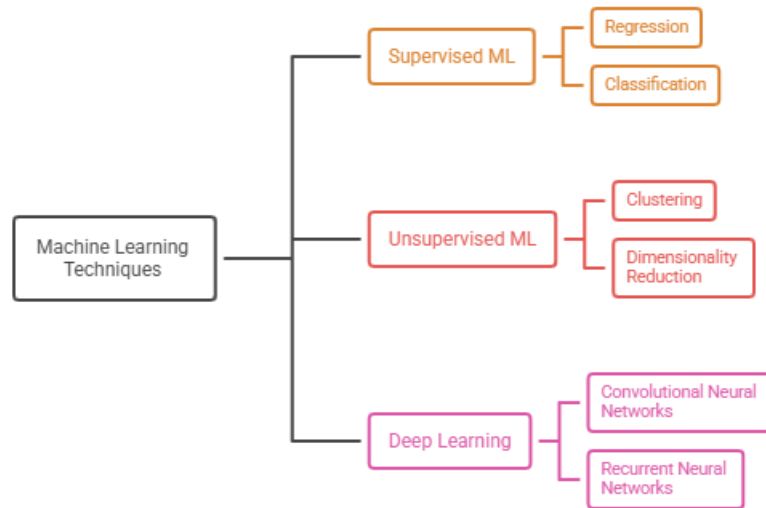 Machine Learning
Techniques
Supervised ML
Regression
Classification
Unsupervised ML
Clustering
Dimensionality
Reduction
Deep Learning
Convolutional Neural
Networks
Recurrent Neural
Networks